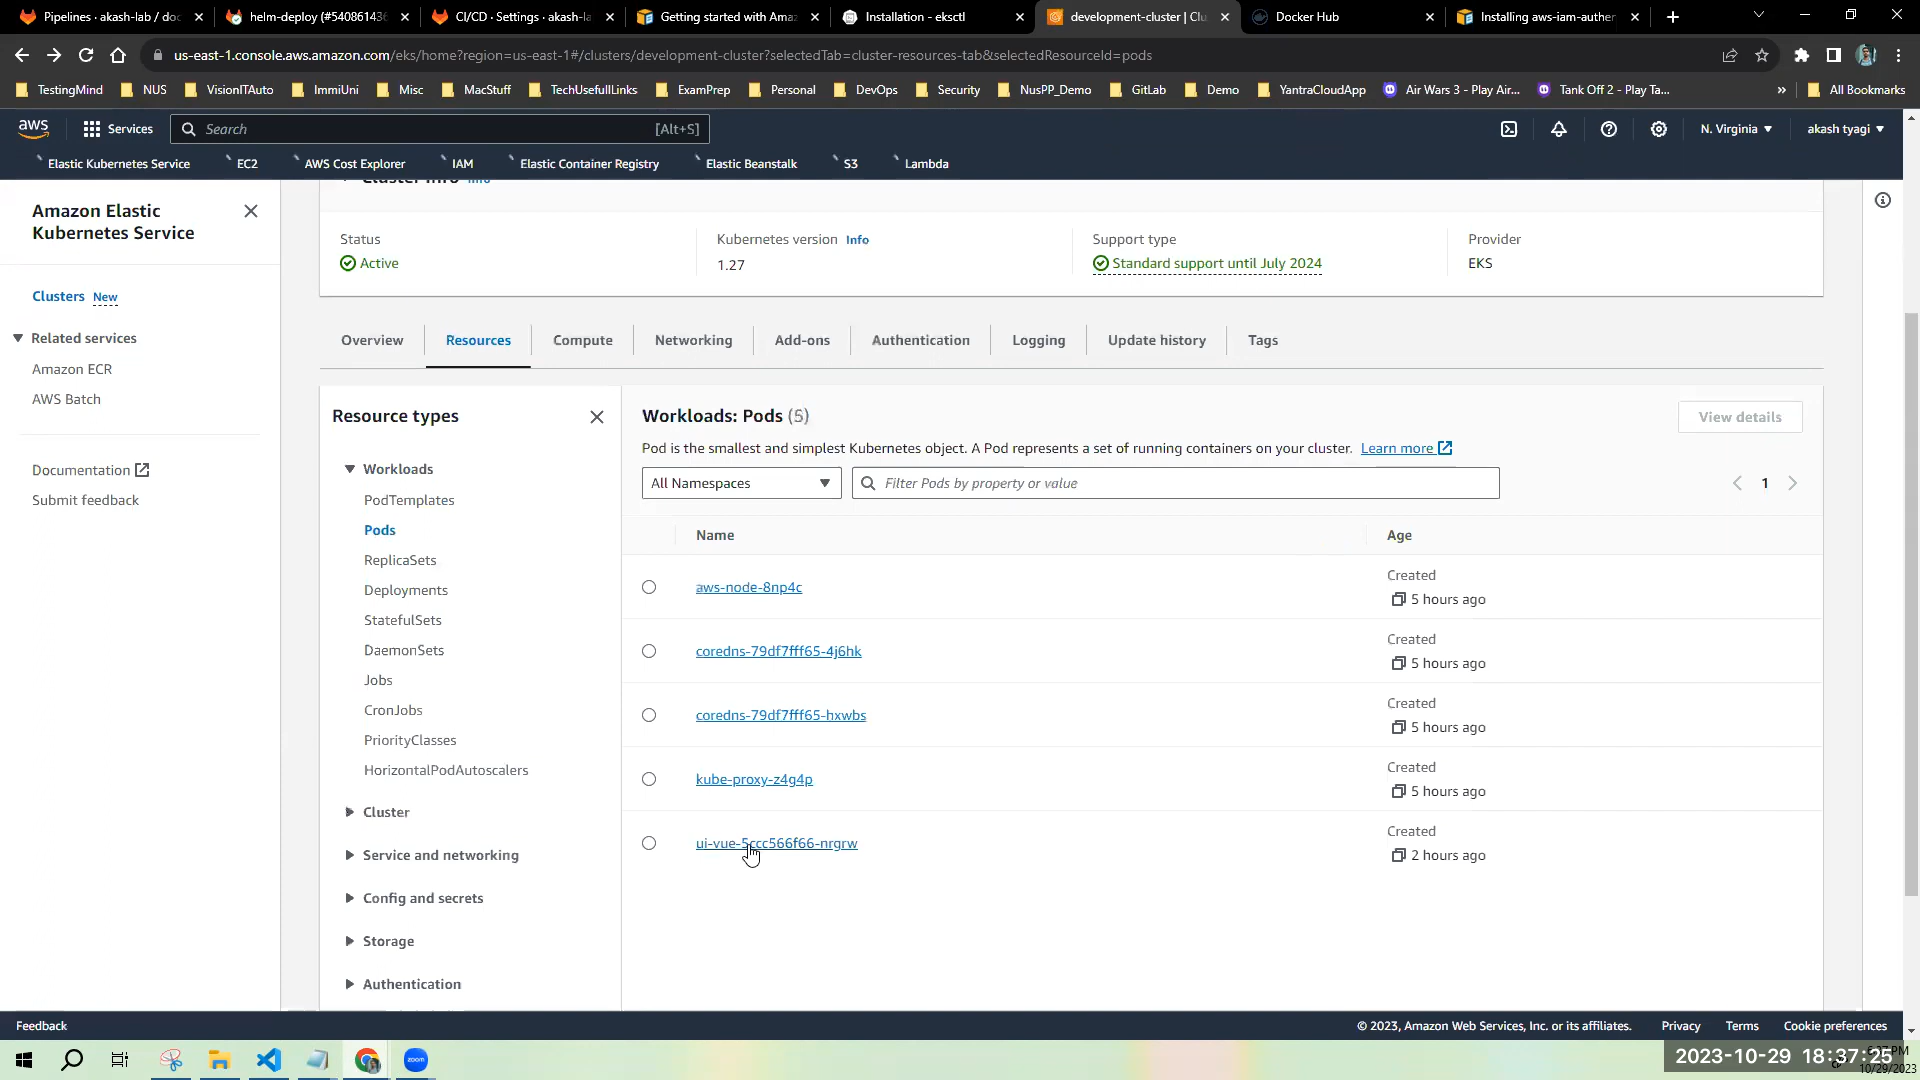 Pipelines · akash-lab / doc
helm-deploy (#540861436
CI/CD · Settings · akash-la
Getting started with Amaz
Installation - eksctl
development-cluster | Clu
Docker Hub
Installing aws-iam-authen
us-east-1.console.aws.amazon.com/eks/home?region=us-east-1#/clusters/development-cluster?selectedTab=cluster-resources-tab&selectedResourceId=pods
TestingMind
NUS
VisionITAuto
ImmiUni
Misc
MacStuff
TechUsefullLinks
ExamPrep
Personal
DevOps
Security
NusPP_Demo
GitLab
Demo
YantraCloudApp
Air Wars 3 - Play Air...
Tank Off 2 - Play Ta...
»
All Bookmarks
aws
Services
Search
[Alt+S]
N. Virginia
akash tyagi
Elastic Kubernetes Service
EC2
AWS Cost Explorer
IAM
Elastic Container Registry
Elastic Beanstalk
S3
Lambda
Amazon Elastic
Kubernetes Service
Clusters New
Related services
Amazon ECR
AWS Batch
Documentation
Submit feedback
Cluster info Info
Status
Active
Kubernetes version Info
1.27
Support type
Standard support until July 2024
Provider
EKS
Overview
Resources
Compute
Networking
Add-ons
Authentication
Logging
Update history
Tags
Resource types
Workloads
PodTemplates
Pods
ReplicaSets
Deployments
StatefulSets
DaemonSets
Jobs
CronJobs
PriorityClasses
HorizontalPodAutoscalers
Cluster
Service and networking
Config and secrets
Storage
Authentication
Workloads: Pods (5)
View details
Pod is the smallest and simplest Kubernetes object. A Pod represents a set of running containers on your cluster. Learn more
All Namespaces
Filter Pods by property or value
1
Name
Age
aws-node-8np4c
Created
5 hours ago
coredns-79df7fff65-4j6hk
Created
5 hours ago
coredns-79df7fff65-hxwbs
Created
5 hours ago
kube-proxy-z4g4p
Created
5 hours ago
ui-vue-5ccc566f66-nrgrw
Created
2 hours ago
Feedback
© 2023, Amazon Web Services, Inc. or its affiliates.
Privacy
Terms
Cookie preferences
zoom
2023-10-29 18:37:25
PM
10/29/2023